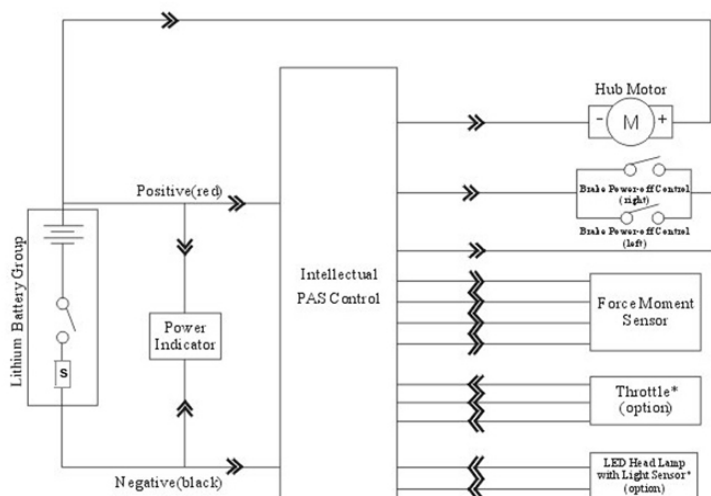 Hub Motor
- M +
Positive(red)
Brake Power-off Control
(right)
Brake Power-off Control
(left)
Lithium Battery Group
Intellectual
PAS Control
Force Moment
Sensor
Power
Indicator
S
Throttle*
(option)
LED Head Lamp
with Light Sensor*
(option)
Negative(black)